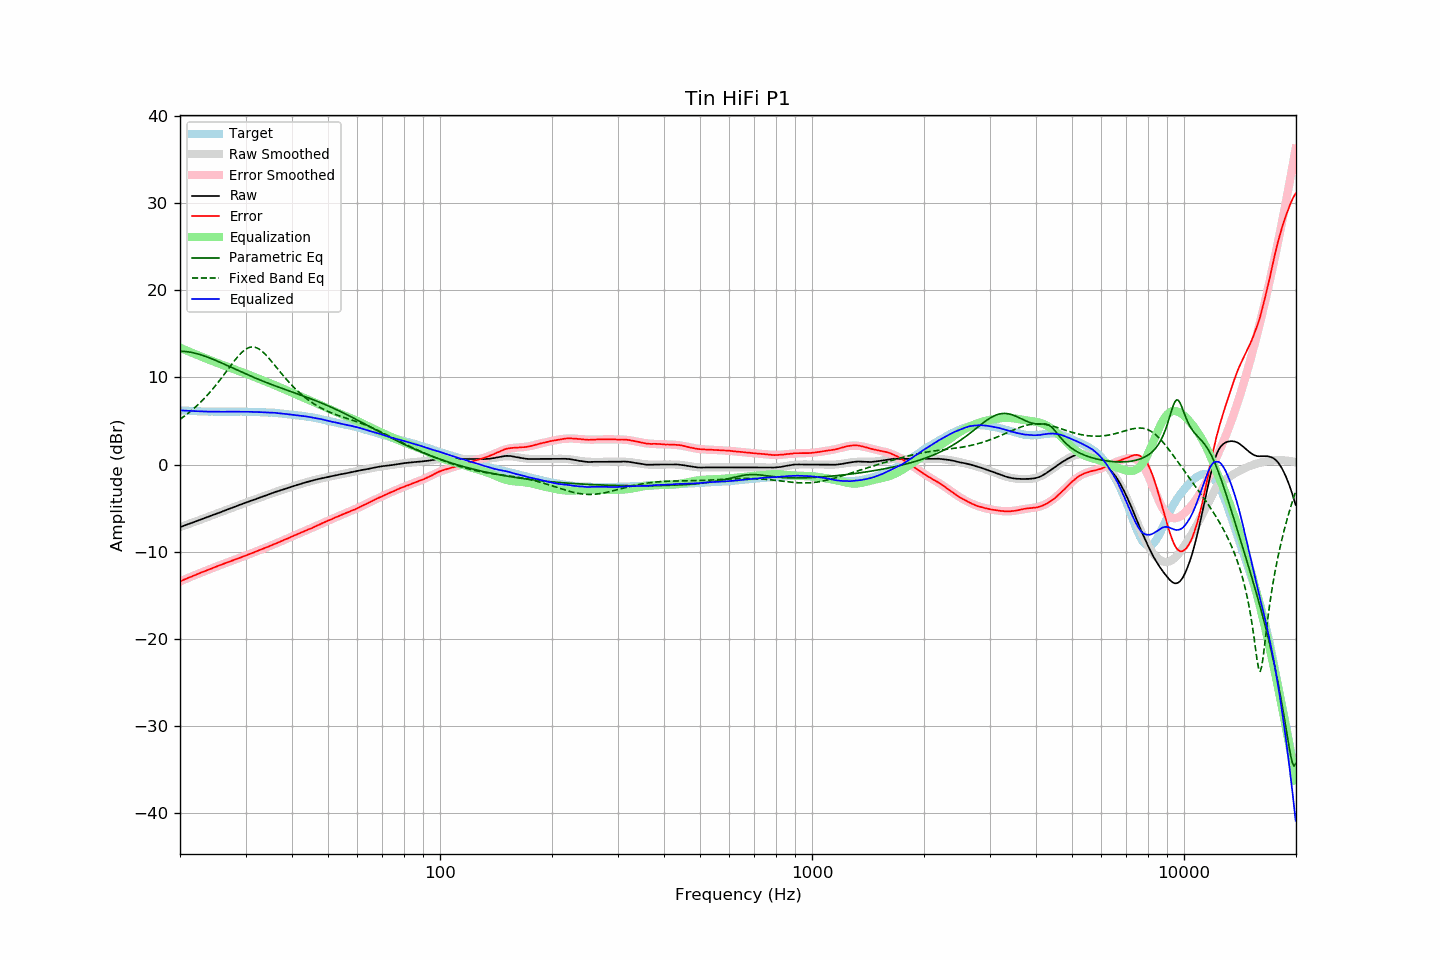 Tin HiFi P1
40
30
20
10
0
−10
−20
−30
−40
Amplitude (dBr)
Target
Raw Smoothed
Error Smoothed
Raw
Error
Equalization
Parametric Eq
Fixed Band Eq
Equalized
100
1000
10000
Frequency (Hz)